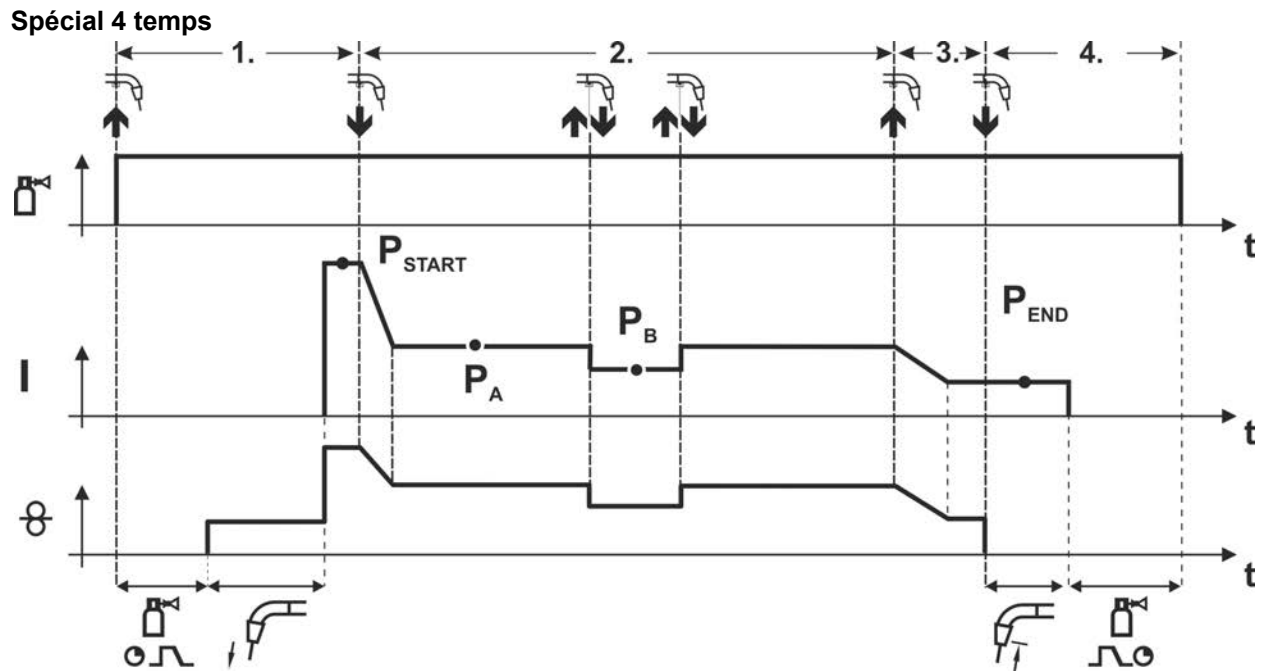 Spécial 4 temps
1. 2. 3. 4.
t
P START
P B
P END
I
P A
t
t